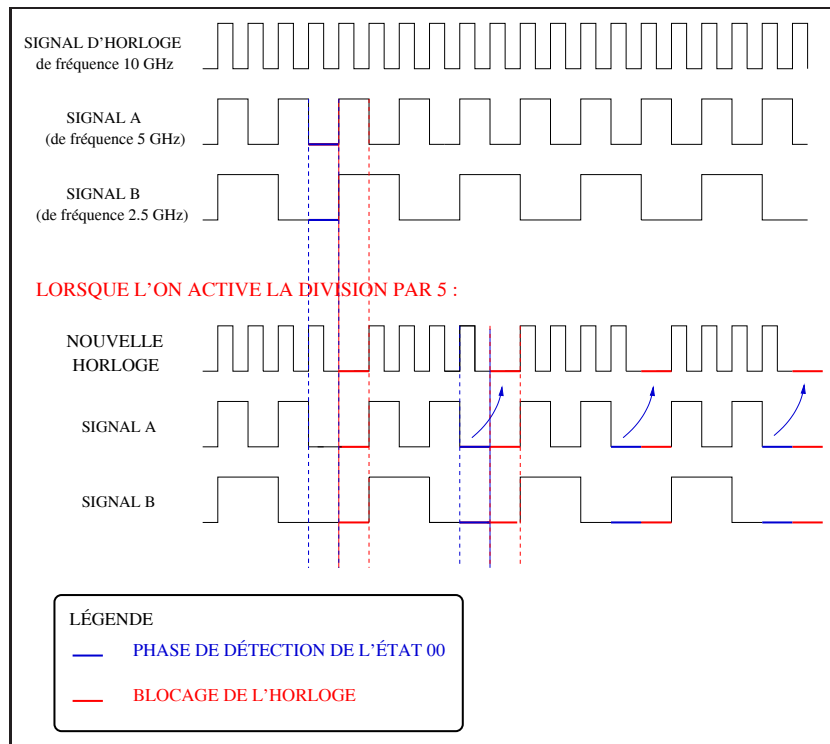 SIGNAL D'HORLOGE
de fréquence 10 GHz
SIGNAL A
(de fréquence 5 GHz)
SIGNAL B
(de fréquence 2.5 GHz)
LORSQUE L'ON ACTIVE LA DIVISION PAR 5 :
NOUVELLE
HORLOGE
SIGNAL A
SIGNAL B
LÉGENDE
PHASE DE DÉTECTION DE L'ÉTAT 00
BLOCAGE DE L'HORLOGE